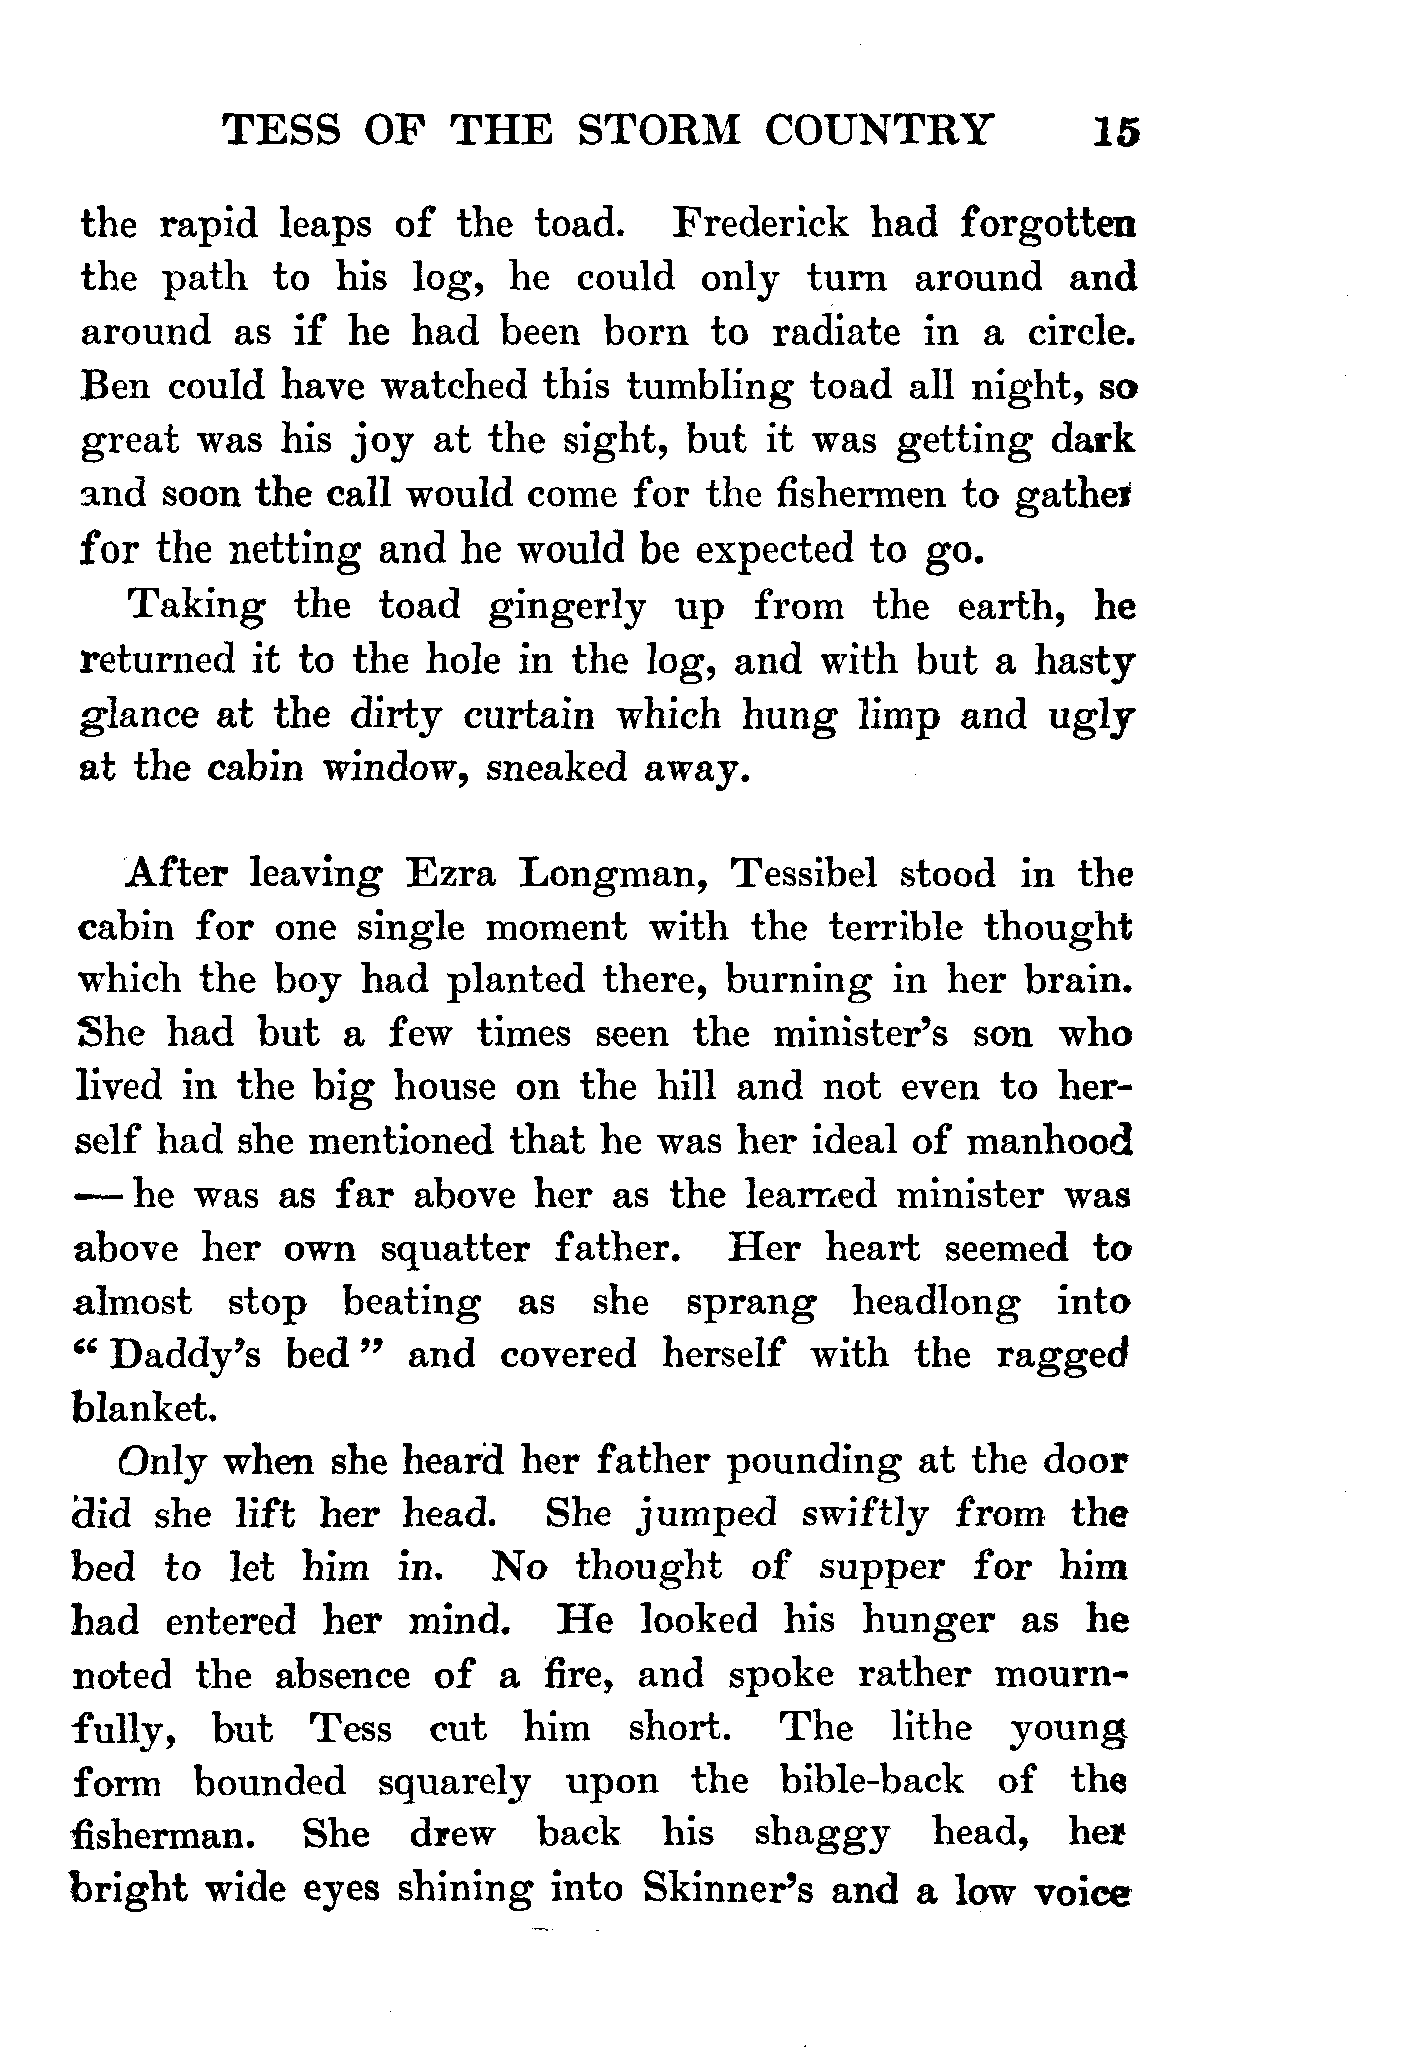 TESS OF THE STORM COUNTRY 15
the rapid leaps of the toad. Frederick had forgotten
the path to his log, he could only turn around and
around as if he had been born to radiate in a circle.
Ben could have watched this tumbling toad all night, so
great was his joy at the sight, but it was getting dark
and soon the call would come for the fishermen to gather
for the netting and he would be expected to go.
Taking the toad gingerly up from the earth, he
returned it to the hole in the log, and with but a hasty
glance at the dirty curtain which hung limp and ugly
at the cabin window, sneaked away.
After leaving Ezra Longman, Tessibel stood in the
cabin for one single moment with the terrible thought
which the boy had planted there, burning in her brain.
She had but a few times seen the minister's son who
lived in the big house on the hill and not even to her-
self had she mentioned that he was her ideal of manhood
— he was as far above her as the learned minister was
above her own squatter father. Her heart seemed to
almost stop beating as she sprang headlong into
“ Daddy's bed ” and covered herself with the ragged
blanket.
Only when she heard her father pounding at the door
did she lift her head. She jumped swiftly from the
bed to let him in. No thought of supper for him
had entered her mind. He looked his hunger as he
noted the absence of a fire, and spoke rather mourn-
fully, but Tess cut him short. The lithe young
form bounded squarely upon the bible-back of the
fisherman. She drew back his shaggy head, her
bright wide eyes shining into Skinner's and a low voice